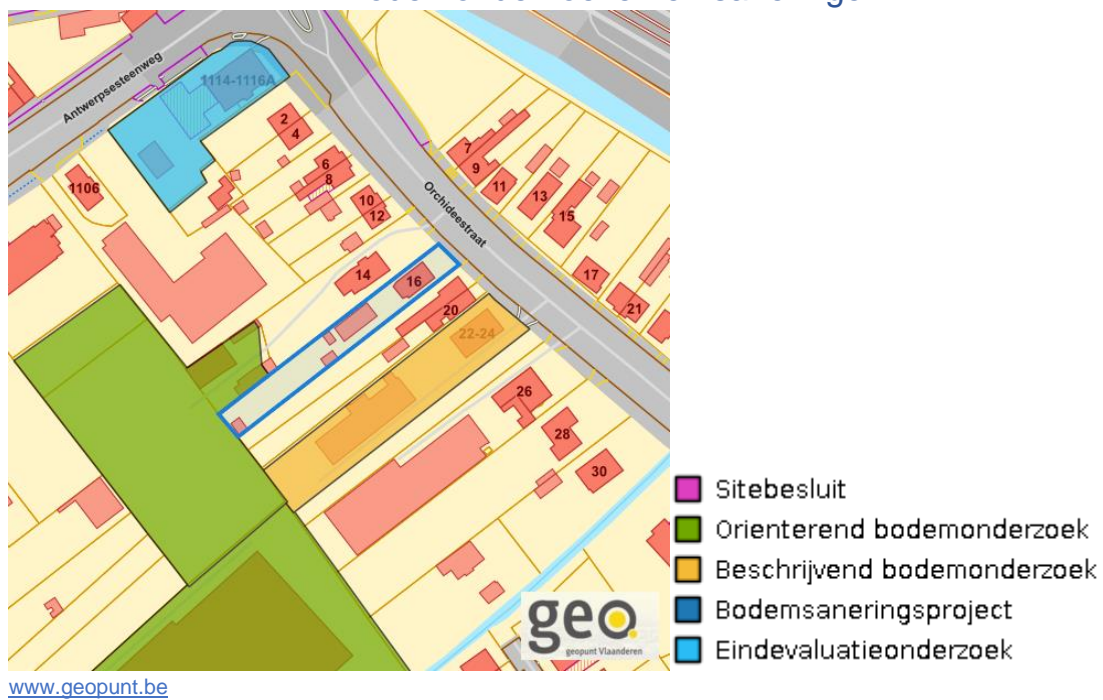 Antwerpsesteenweg
1114-1116A
2
4
6
8
10
12
1106
7
9
11
13
15
Orchideestraat
14
16
17
20
21
22-24
26
28
30
Sitebesluit
Orienterend bodemonderzoek
Beschrijvend bodemonderzoek
Bodemsaneringsproject
Eindevaluatieonderzoek
geo
geopunt Vlaanderen
www.geopunt.be